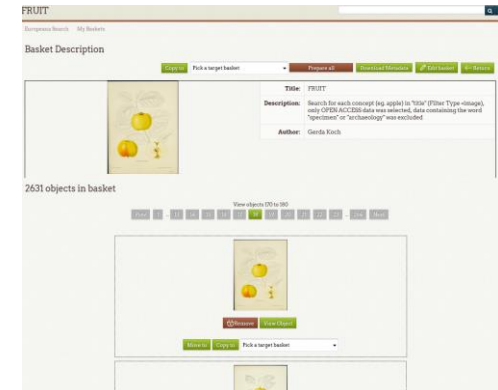 FRUIT
Europeana Search My Baskets
Basket Description
Copy to Pick a target basket Prepare all Download Metadata Edit basket Return
Title: FRUIT
Description: Search for each concept (eg. apple) in "title" (Filter Type =image), only OPEN ACCESS data was selected, data containing the word "specimen" or "archaeology" was excluded
Author: Gerda Koch
2631 objects in basket
View objects 170 to 180
18
Next
Remove View Object
Move to Copy to Pick a target basket